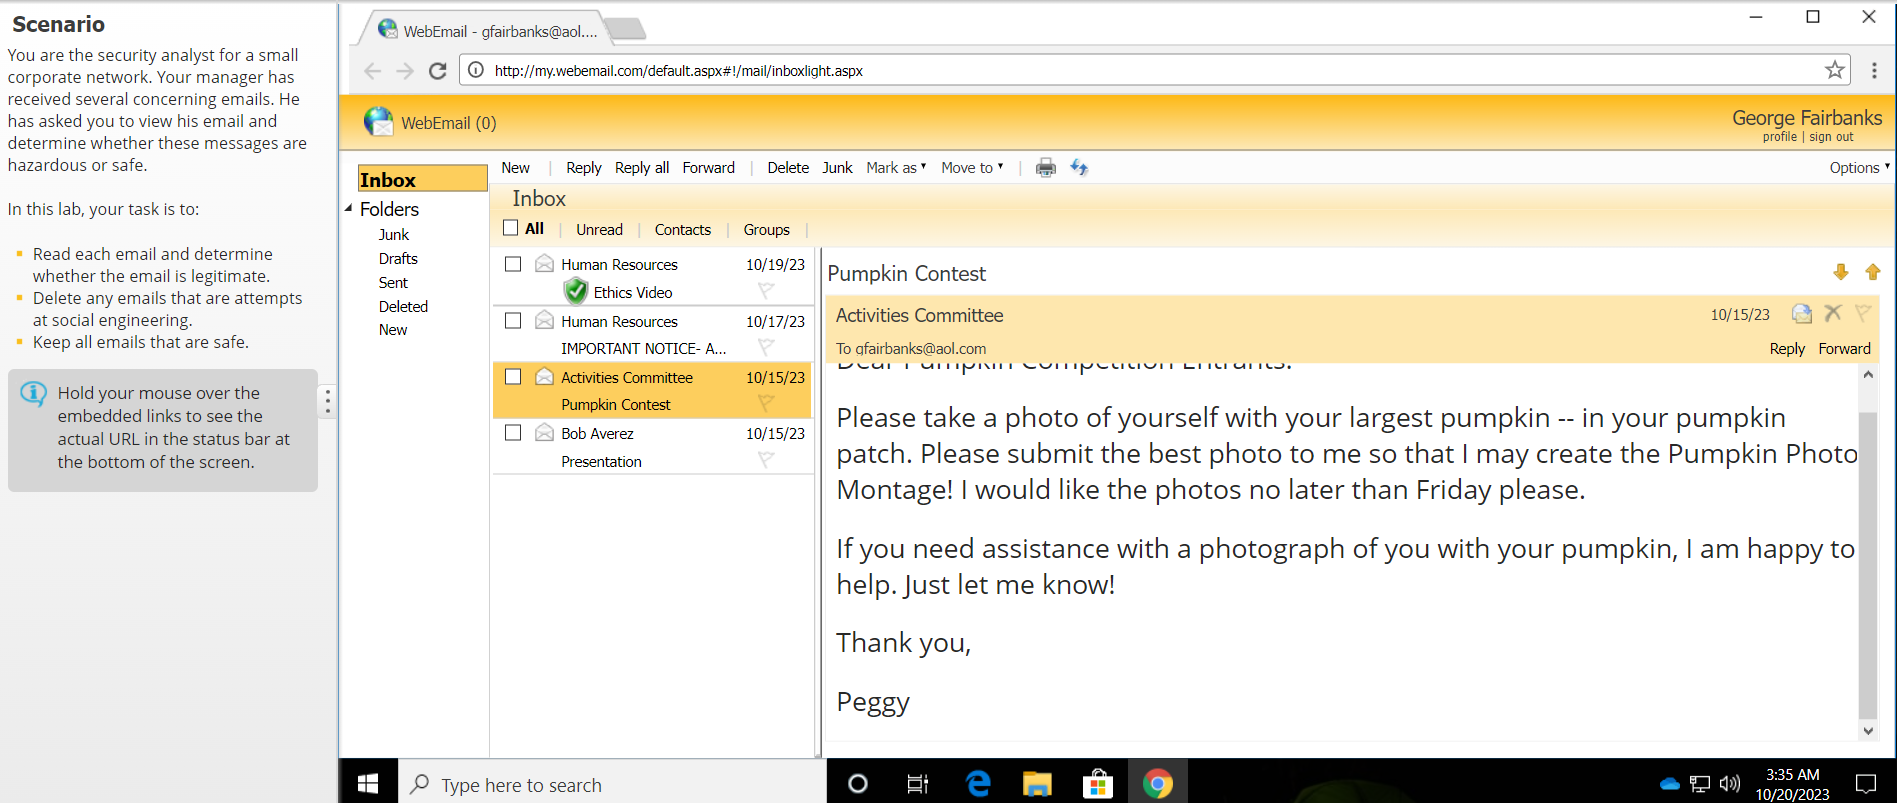 Scenario
You are the security analyst for a small
corporate network. Your manager has
received several concerning emails. He
has asked you to view his email and
determine whether these messages are
hazardous or safe.
In this lab, your task is to:
Read each email and determine
whether the email is legitimate.
Delete any emails that are attempts
at social engineering.
Keep all emails that are safe.
Hold your mouse over the
embedded links to see the
actual URL in the status bar at
the bottom of the screen.
WebEmail - gfairbanks@aol....
http://my.webemail.com/default.aspx#!/mail/inboxlight.aspx
WebEmail (0)
George Fairbanks
profile | sign out
New | Reply Reply all Forward | Delete Junk Mark as Move to | Options
Inbox
Folders
Junk
Drafts
Sent
Deleted
New
Inbox
All | Unread | Contacts | Groups |
Human Resources 10/19/23
Ethics Video
Human Resources 10/17/23
IMPORTANT NOTICE- A...
Activities Committee 10/15/23
Pumpkin Contest
Bob Averez 10/15/23
Presentation
Pumpkin Contest
Activities Committee 10/15/23
To gfairbanks@aol.com Reply Forward
Dear Pumpkin Competition Entrants:
Please take a photo of yourself with your largest pumpkin -- in your pumpkin
patch. Please submit the best photo to me so that I may create the Pumpkin Photo
Montage! I would like the photos no later than Friday please.
If you need assistance with a photograph of you with your pumpkin, I am happy to
help. Just let me know!
Thank you,
Peggy
Type here to search
3:35 AM
10/20/2023